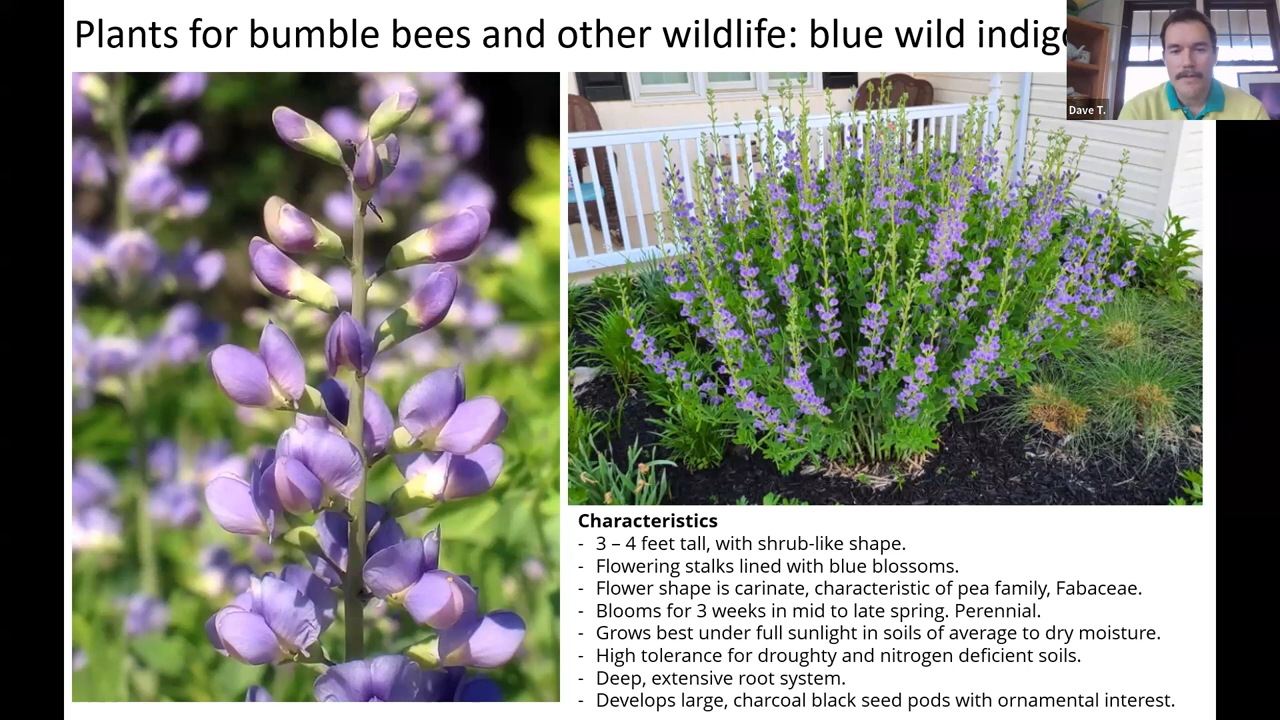 Plants for bumble bees and other wildlife: blue wild indig
Dave T.
Characteristics
- 3 – 4 feet tall, with shrub-like shape.
- Flowering stalks lined with blue blossoms.
- Flower shape is carinate, characteristic of pea family, Fabaceae.
- Blooms for 3 weeks in mid to late spring. Perennial.
- Grows best under full sunlight in soils of average to dry moisture.
- High tolerance for droughty and nitrogen deficient soils.
- Deep, extensive root system.
- Develops large, charcoal black seed pods with ornamental interest.